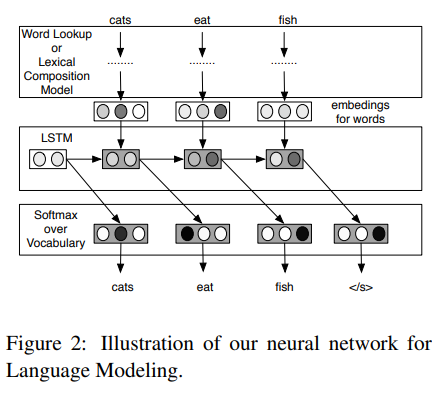 cats eat fish
Word Lookup
or
Lexical
Composition
Model
........ ........ ........
embedings
for words
LSTM
Softmax
over
Vocabulary
cats eat fish </s>
Figure 2: Illustration of our neural network for
Language Modeling.